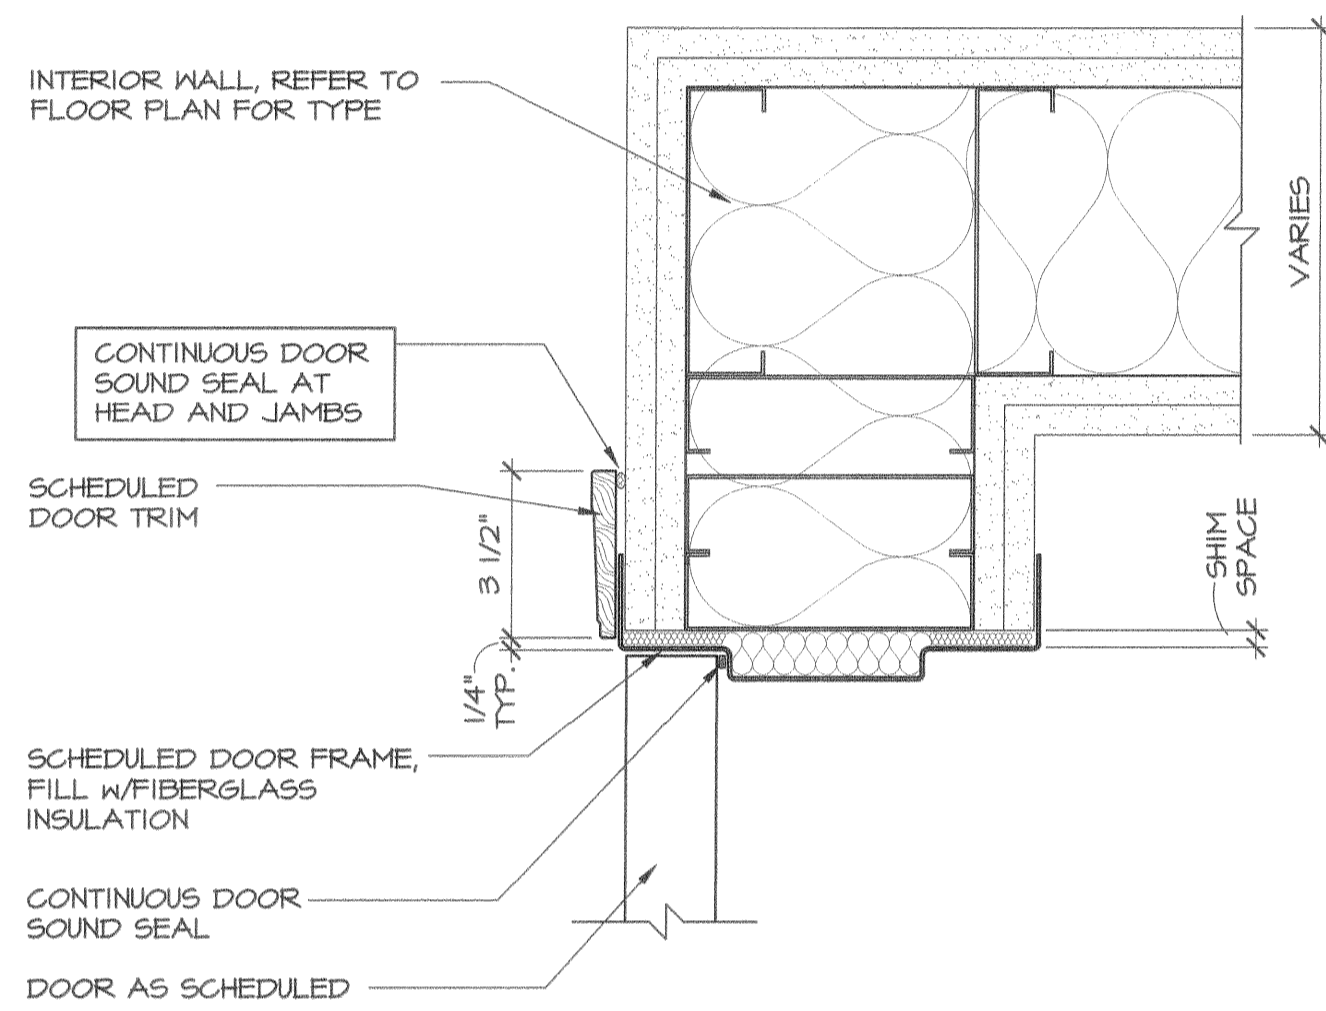 INTERIOR WALL, REFER TO
FLOOR PLAN FOR TYPE
CONTINUOUS DOOR
SOUND SEAL AT
HEAD AND JAMBS
SCHEDULED
DOOR TRIM
3 1/2"
1/4"
TYP.
VARIES
SHIM
SPACE
SCHEDULED DOOR FRAME,
FILL w/FIBERGLASS
INSULATION
CONTINUOUS DOOR
SOUND SEAL
DOOR AS SCHEDULED